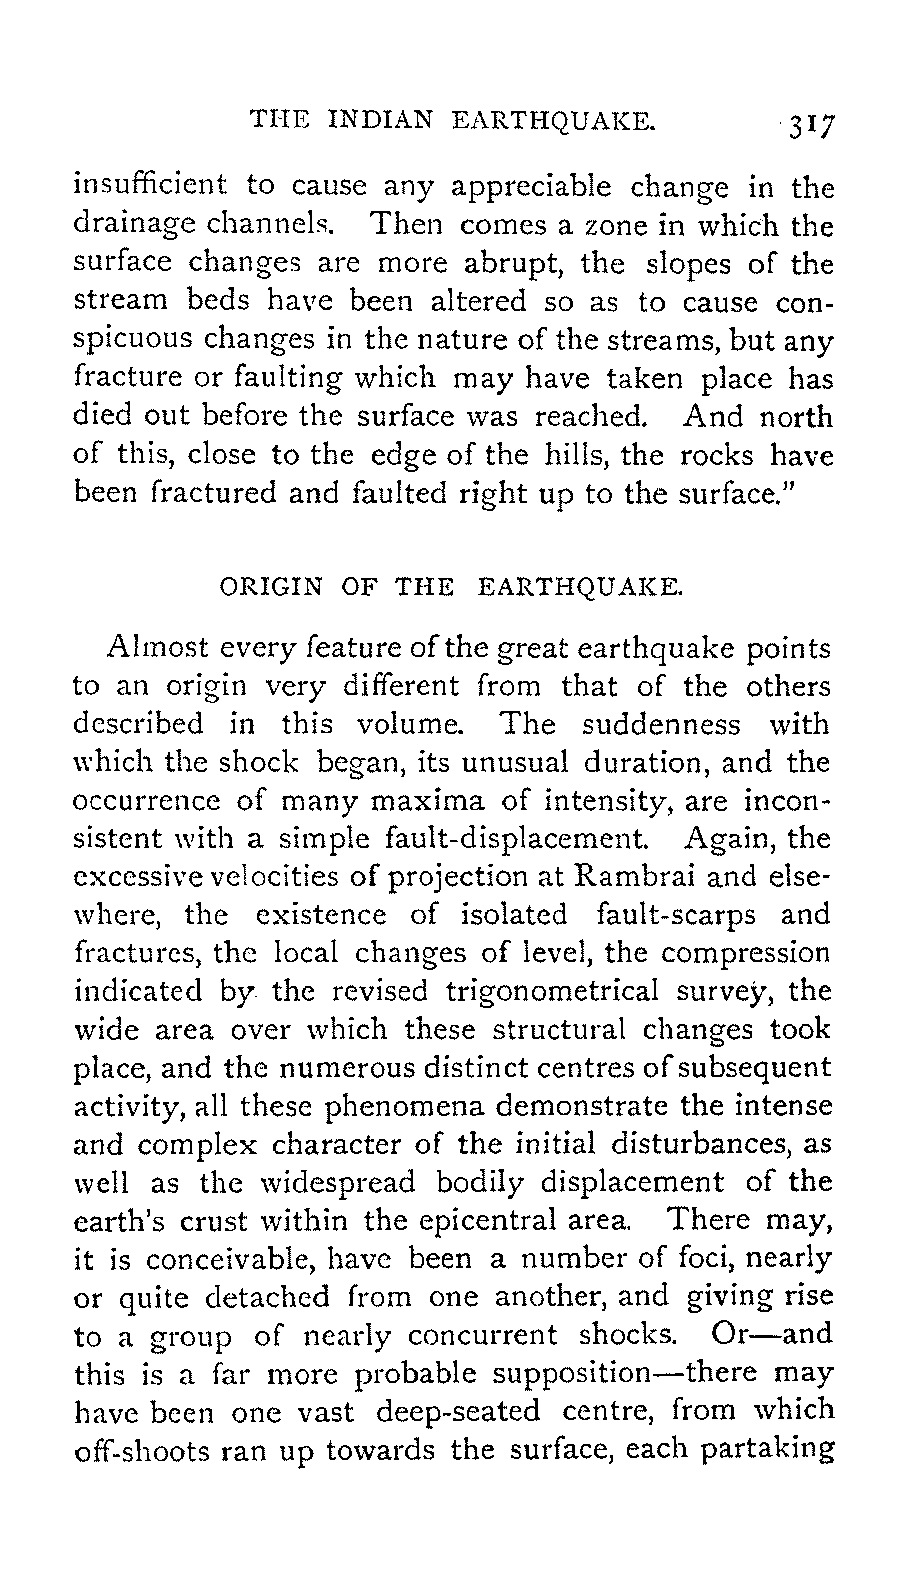 THE INDIAN EARTHQUAKE. 317
insufficient to cause any appreciable change in the
drainage channels. Then comes a zone in which the
surface changes are more abrupt, the slopes of the
stream beds have been altered so as to cause con-
spicuous changes in the nature of the streams, but any
fracture or faulting which may have taken place has
died out before the surface was reached. And north
of this, close to the edge of the hills, the rocks have
been fractured and faulted right up to the surface.”
ORIGIN OF THE EARTHQUAKE.
Almost every feature of the great earthquake points
to an origin very different from that of the others
described in this volume. The suddenness with
which the shock began, its unusual duration, and the
occurrence of many maxima of intensity, are incon-
sistent with a simple fault-displacement. Again, the
excessive velocities of projection at Rambrai and else-
where, the existence of isolated fault-scarps and
fractures, the local changes of level, the compression
indicated by the revised trigonometrical survey, the
wide area over which these structural changes took
place, and the numerous distinct centres of subsequent
activity, all these phenomena demonstrate the intense
and complex character of the initial disturbances, as
well as the widespread bodily displacement of the
earth's crust within the epicentral area. There may,
it is conceivable, have been a number of foci, nearly
or quite detached from one another, and giving rise
to a group of nearly concurrent shocks. Or—and
this is a far more probable supposition—there may
have been one vast deep-seated centre, from which
off-shoots ran up towards the surface, each partaking